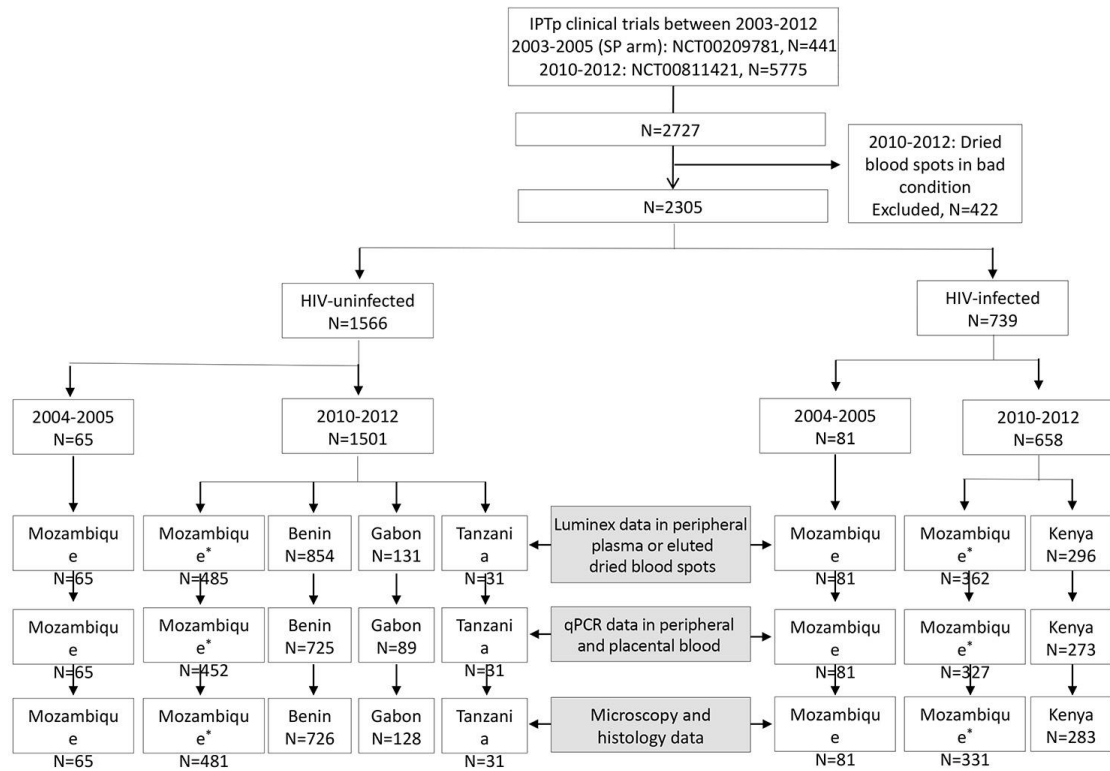 IPTp clinical trials between 2003-2012
2003-2005 (SP arm): NCT00209781, N=441
2010-2012: NCT00811421, N=5775
N=2727
2010-2012: Dried
blood spots in bad
condition
Excluded, N=422
N=2305
HIV-uninfected
N=1566
HIV-infected
N=739
2004-2005
N=65
2010-2012
N=1501
2004-2005
N=81
2010-2012
N=658
Mozambiqu
e
N=65
Mozambiqu
e*
N=485
Benin
N=854
Gabon
N=131
Tanzani
a
N=31
Luminex data in peripheral
plasma or eluted
dried blood spots
Mozambiqu
e
N=81
Mozambiqu
e*
N=362
Kenya
N=296
Mozambiqu
e
N=65
Mozambiqu
e*
N=452
Benin
N=725
Gabon
N=89
Tanzani
a
N=31
qPCR data in peripheral
and placental blood
Mozambiqu
e
N=81
Mozambiqu
e*
N=327
Kenya
N=273
Mozambiqu
e
N=65
Mozambiqu
e*
N=481
Benin
N=726
Gabon
N=128
Tanzani
a
N=31
Microscopy and
histology data
Mozambiqu
e
N=81
Mozambiqu
e*
N=331
Kenya
N=283